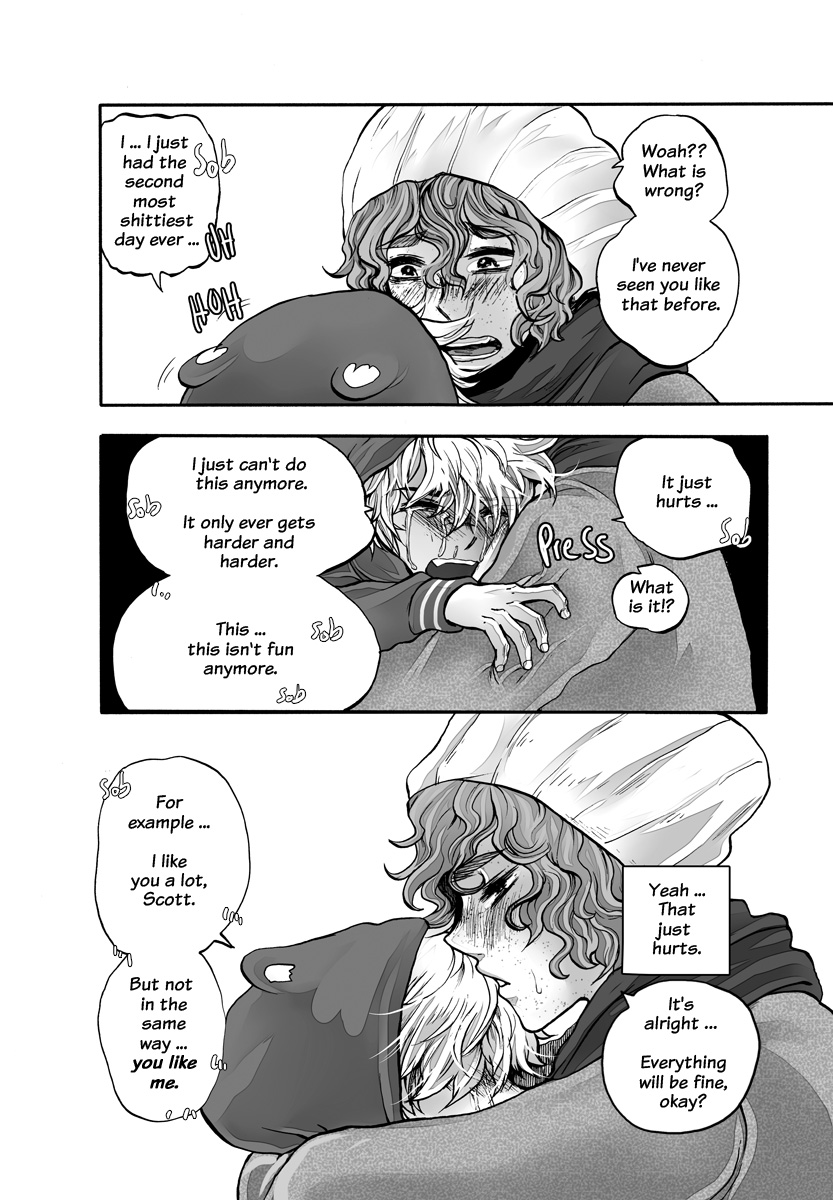 I ... I just
had the
second
most
shittiest
day ever ...
Sob
UH
HOH
Woah??
What is
wrong?
I've never
seen you like
that before.
I just can't do
this anymore.
It only ever gets
harder and
harder.
Sob
This ...
this isn't fun
anymore.
Sob
Sob
It just
hurts ...
Sob
PRESS
What
is it!?
Sob
For
example ...
I like
you a lot,
Scott.
But not
in the
same
way ...
you like
me.
Yeah ...
That
just
hurts.
It's
alright ...
Everything
will be fine,
okay?